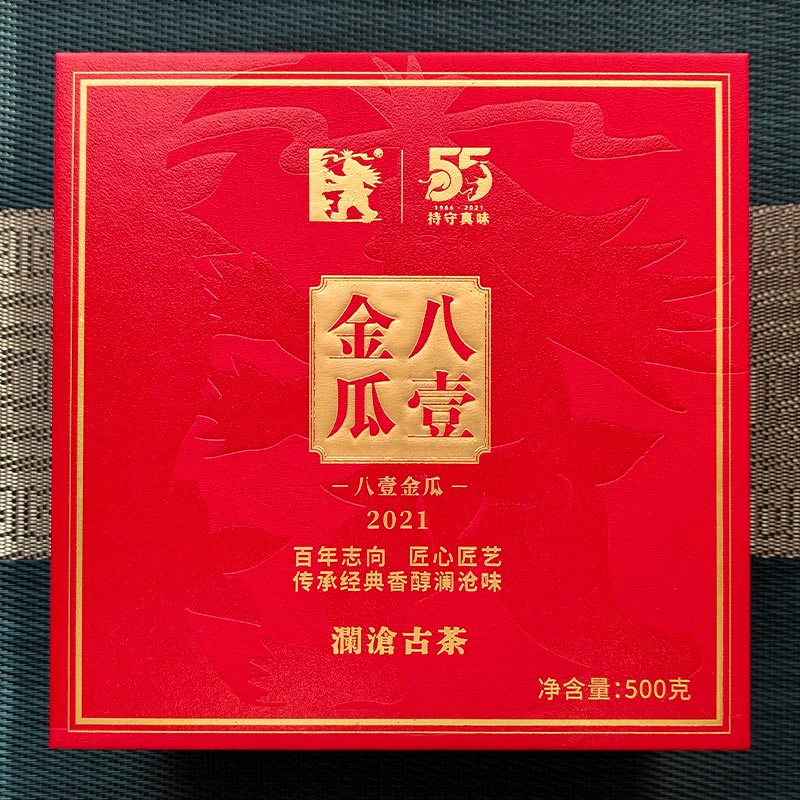 55
1966-2021
持守真味
八壹
金瓜
八壹金瓜
2021
百年志向 匠心匠艺
传承经典香醇澜沧味
瀾滄古茶
净含量:500克